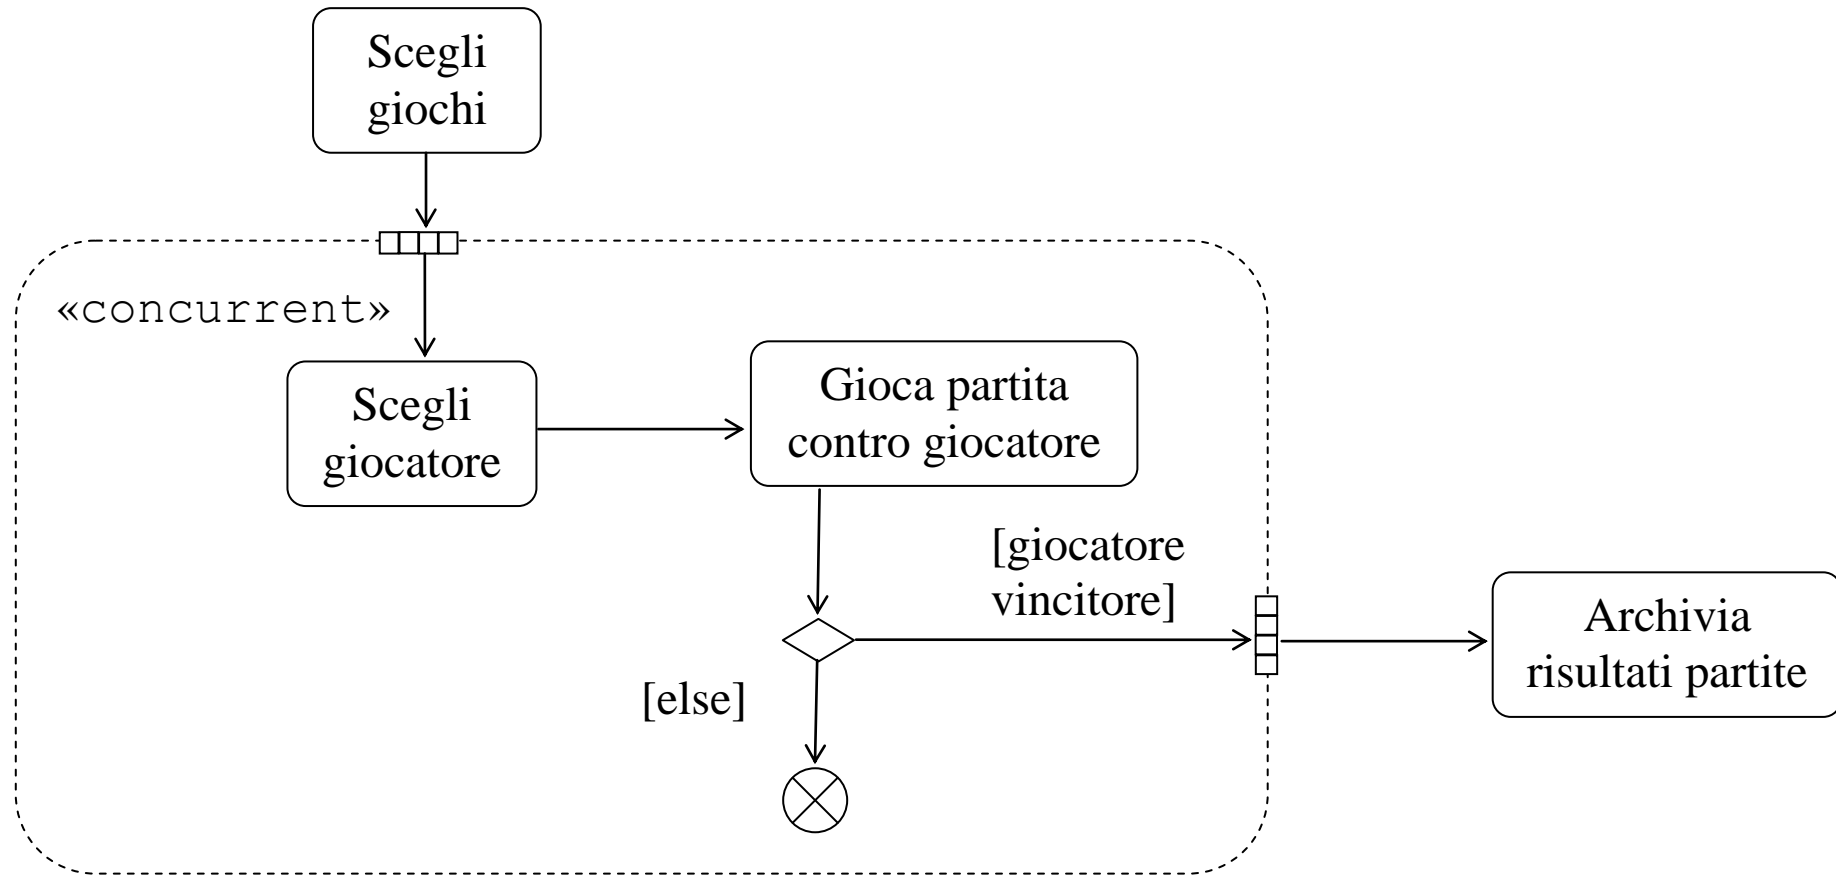 Scegli
giochi
«concurrent»
Scegli
giocatore
Gioca partita
contro giocatore
[giocatore
vincitore]
Archivia
risultati partite
[else]